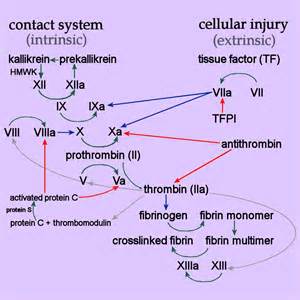 contact system cellular injury
(intrinsic) (extrinsic)
kallikrein prekallikrein tissue factor (TF)
HMWK
XII XIIa VIIa VII
IX IXa
TFPI
VIII VIIIa X Xa antithrombin
prothrombin (II)
V Va thrombin (IIa)
activated protein C
protein S
protein C + thrombomodulin
fibrinogen fibrin monomer
crosslinked fibrin fibrin multimer
XIIIa XIII